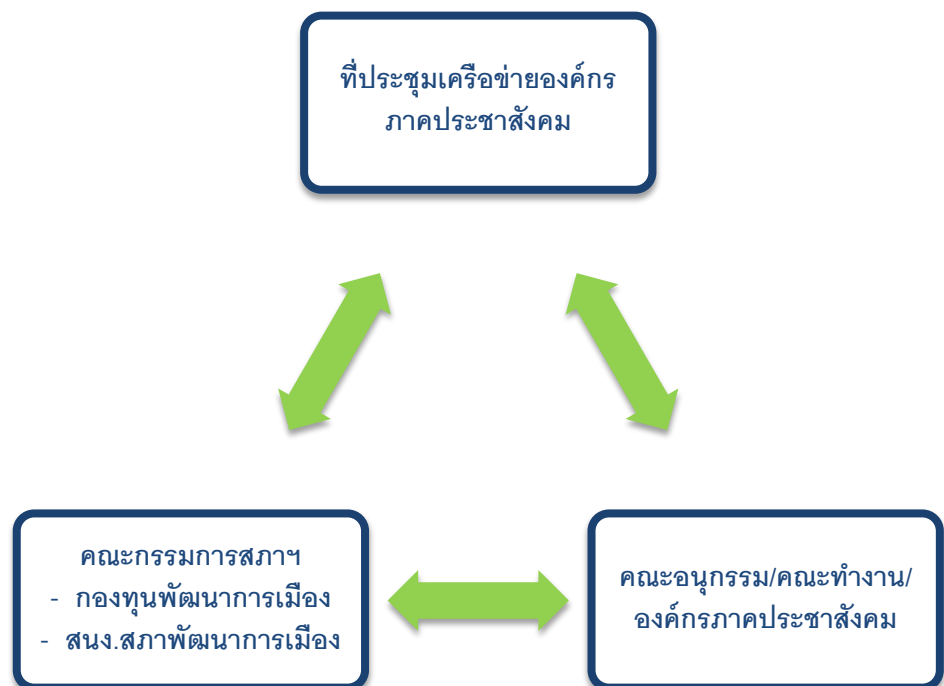 ที่ประชุมเครือข่ายองค์กร
ภาคประชาสังคม
คณะกรรมการสภาฯ
- กองทุนพัฒนาการเมือง
- สนง.สภาพัฒนาการเมือง
คณะอนุกรรม/คณะทำงาน/
องค์กรภาคประชาสังคม